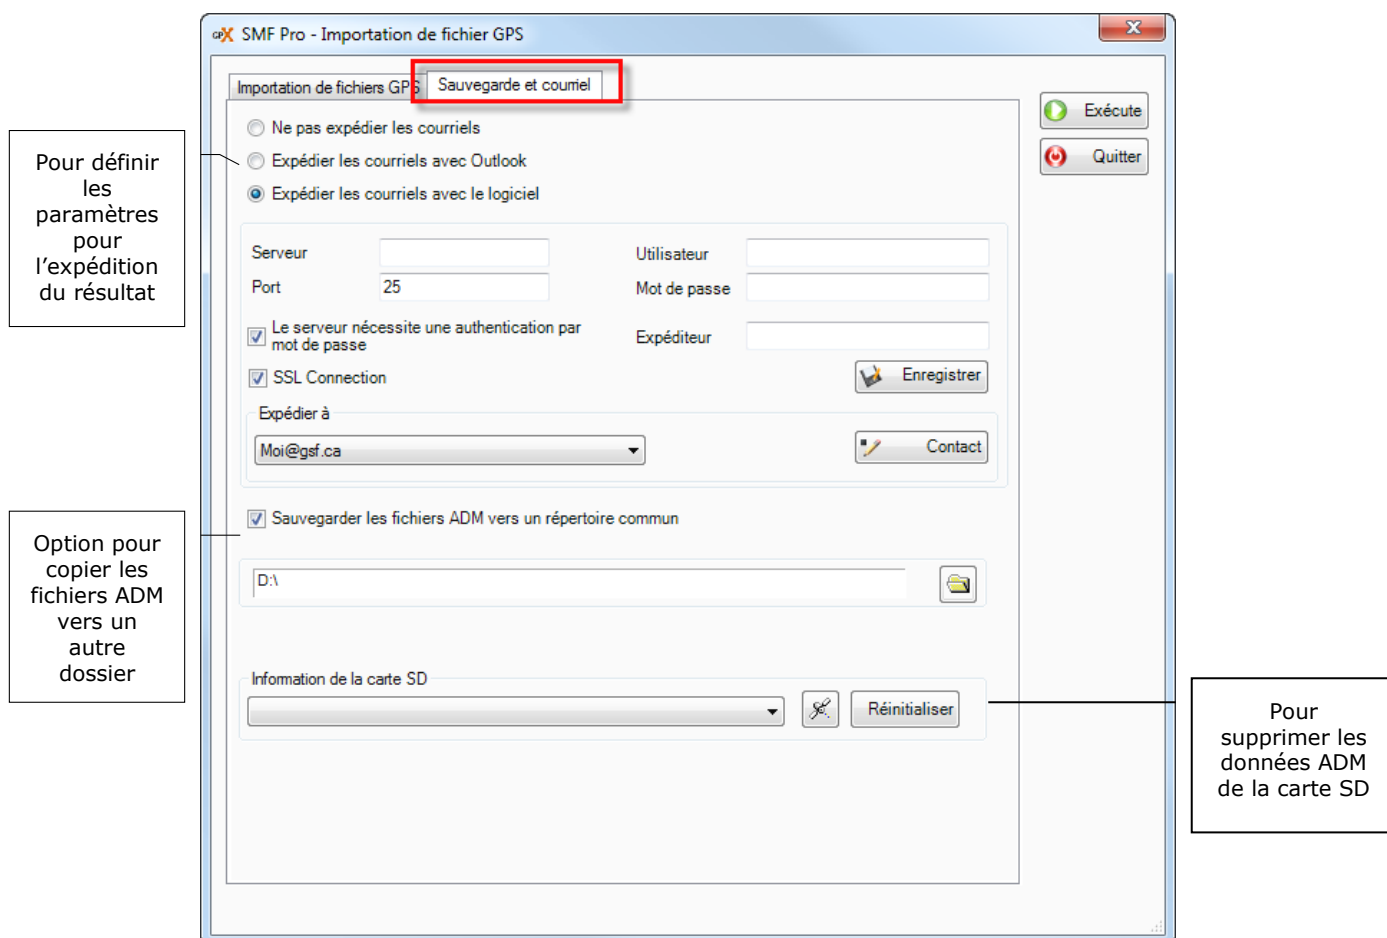 GPX SMF Pro - Importation de fichier GPS
Importation de fichiers GPS
Sauvegarde et courriel
Exécute
Quitter
Ne pas expédier les courriels
Expédier les courriels avec Outlook
Expédier les courriels avec le logiciel
Pour définir
les
paramètres
pour
l’expédition
du résultat
Serveur
Utilisateur
Port
25
Mot de passe
Le serveur nécessite une authentication par
mot de passe
Expéditeur
SSL Connection
Enregistrer
Expédier à
Moi@gsf.ca
Contact
Sauvegarder les fichiers ADM vers un répertoire commun
Option pour
copier les
fichiers ADM
vers un
autre
dossier
D:\
Information de la carte SD
Réinitialiser
Pour
supprimer les
données ADM
de la carte SD